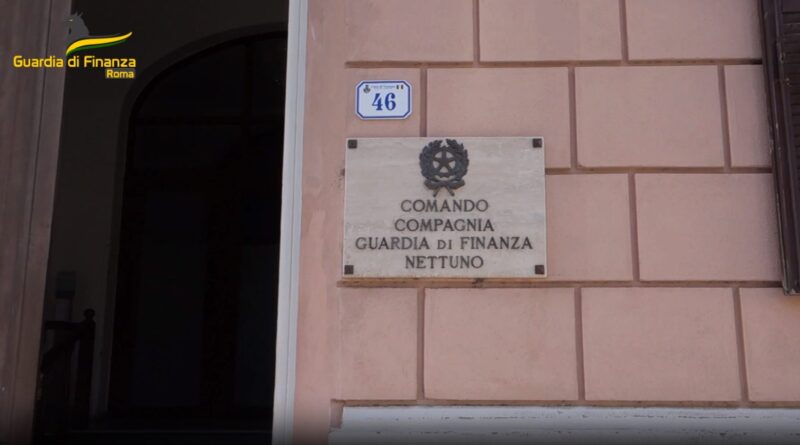 Guardia di Finanza
Roma
46
COMANDO
COMPAGNIA
GUARDIA DI FINANZA
NETTUNO